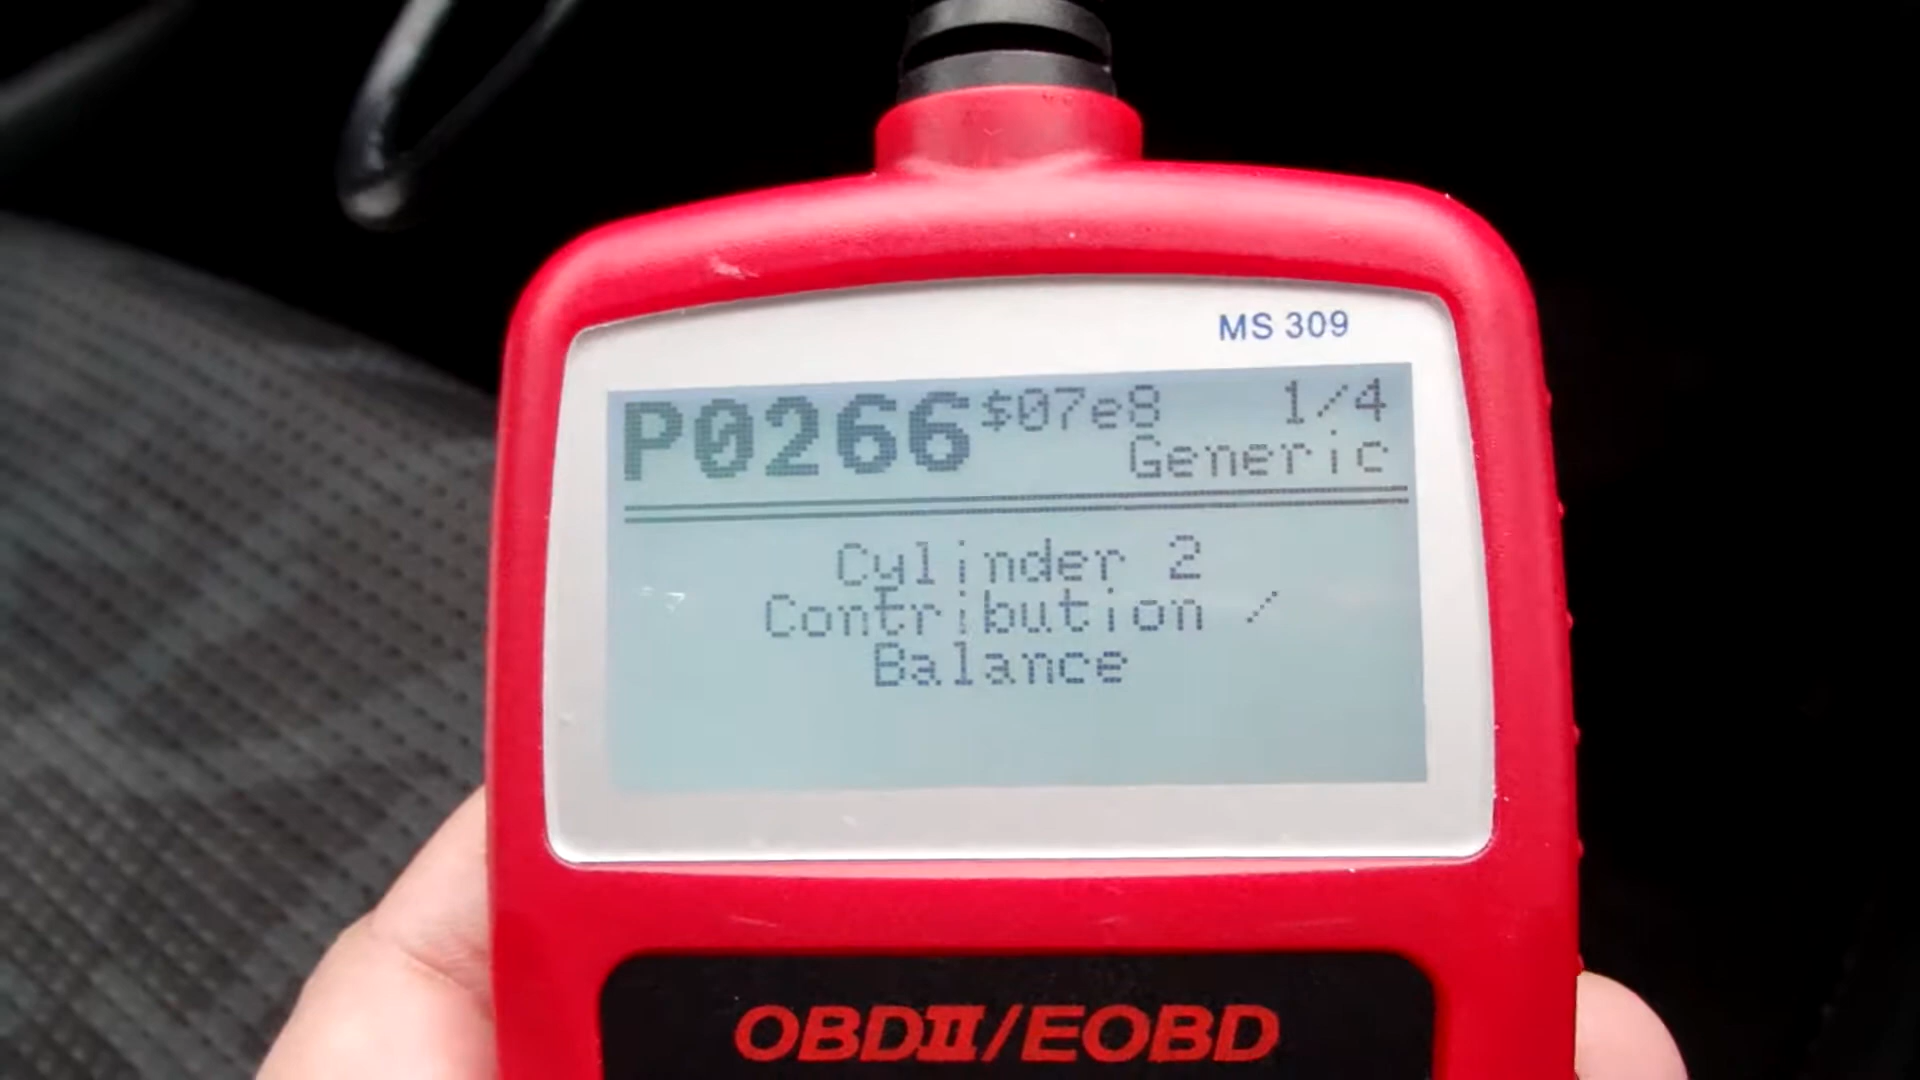 MS 309
P0266 $07e8 1/4
Generic
Cylinder 2
Contribution /
Balance
OBDII/EOBD